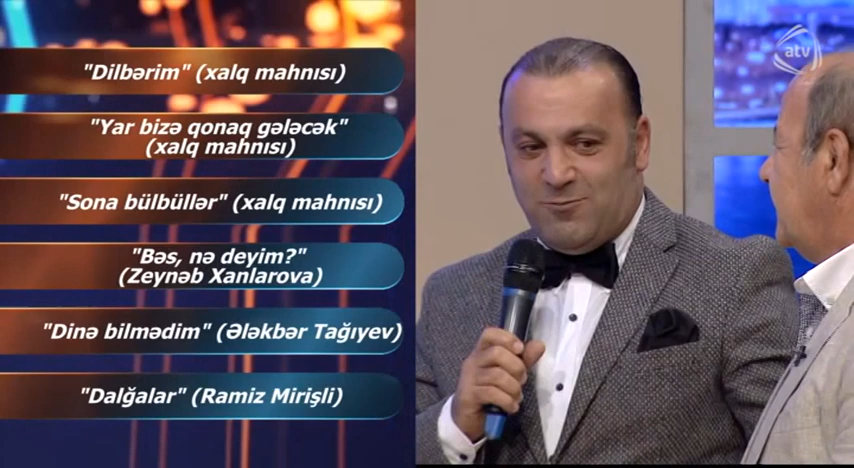 "Dilbərim" (xalq mahnısı)
"Yar bizə qonaq gələcək"
(xalq mahnısı)
"Sona bülbüllər" (xalq mahnısı)
"Bəs, nə deyim?"
(Zeynəb Xanlarova)
"Dinə bilmədim" (Ələkbər Tağıyev)
"Dalğalar" (Ramiz Mirişli)
atv